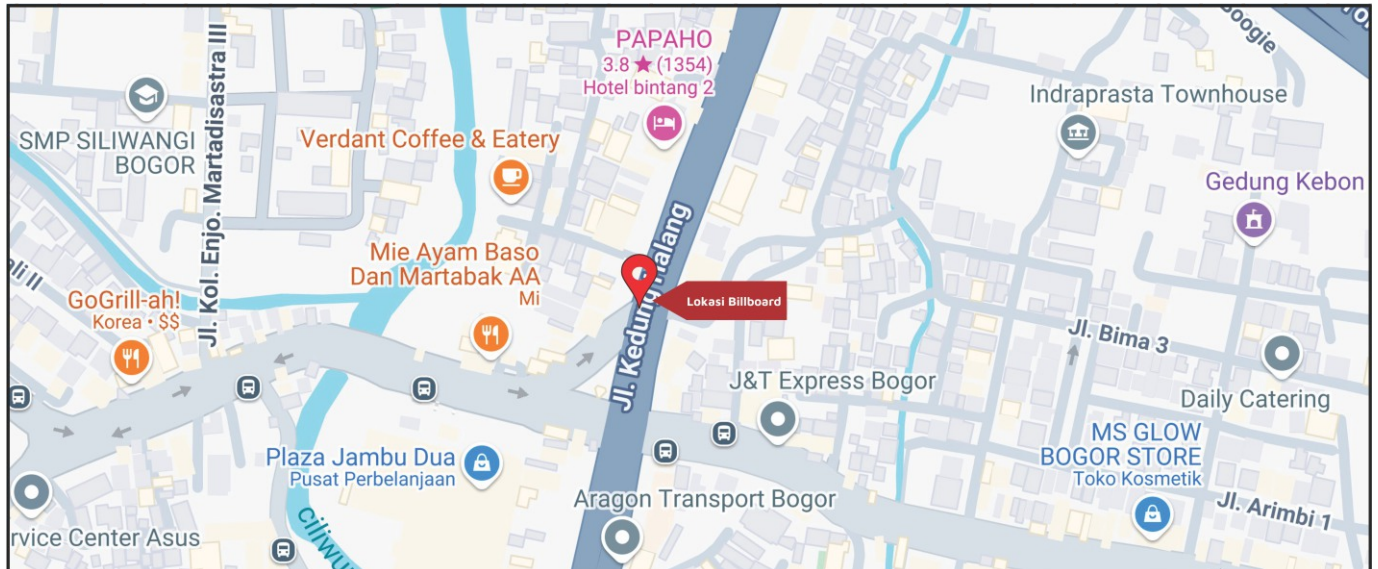 PAPAHO
3.8 ★ (1354)
Hotel bintang 2
Jl. Kol. Enjo. Martadisastra III
SMP SILIWANGI
BOGOR
Verdant Coffee & Eatery
Indraprasta Townhouse
Gedung Kebon
Mie Ayam Baso
Dan Martabak AA
Mi
Jl. Kedung Halang
Lokasi Billboard
GoGrill-ah!
Korea • $$
Jl. Bima 3
J&T Express Bogor
Daily Catering
Plaza Jambu Dua
Pusat Perbelanjaan
MS GLOW
BOGOR STORE
Toko Kosmetik
Aragon Transport Bogor
Jl. Arimbi 1
rvice Center Asus
ciliwu